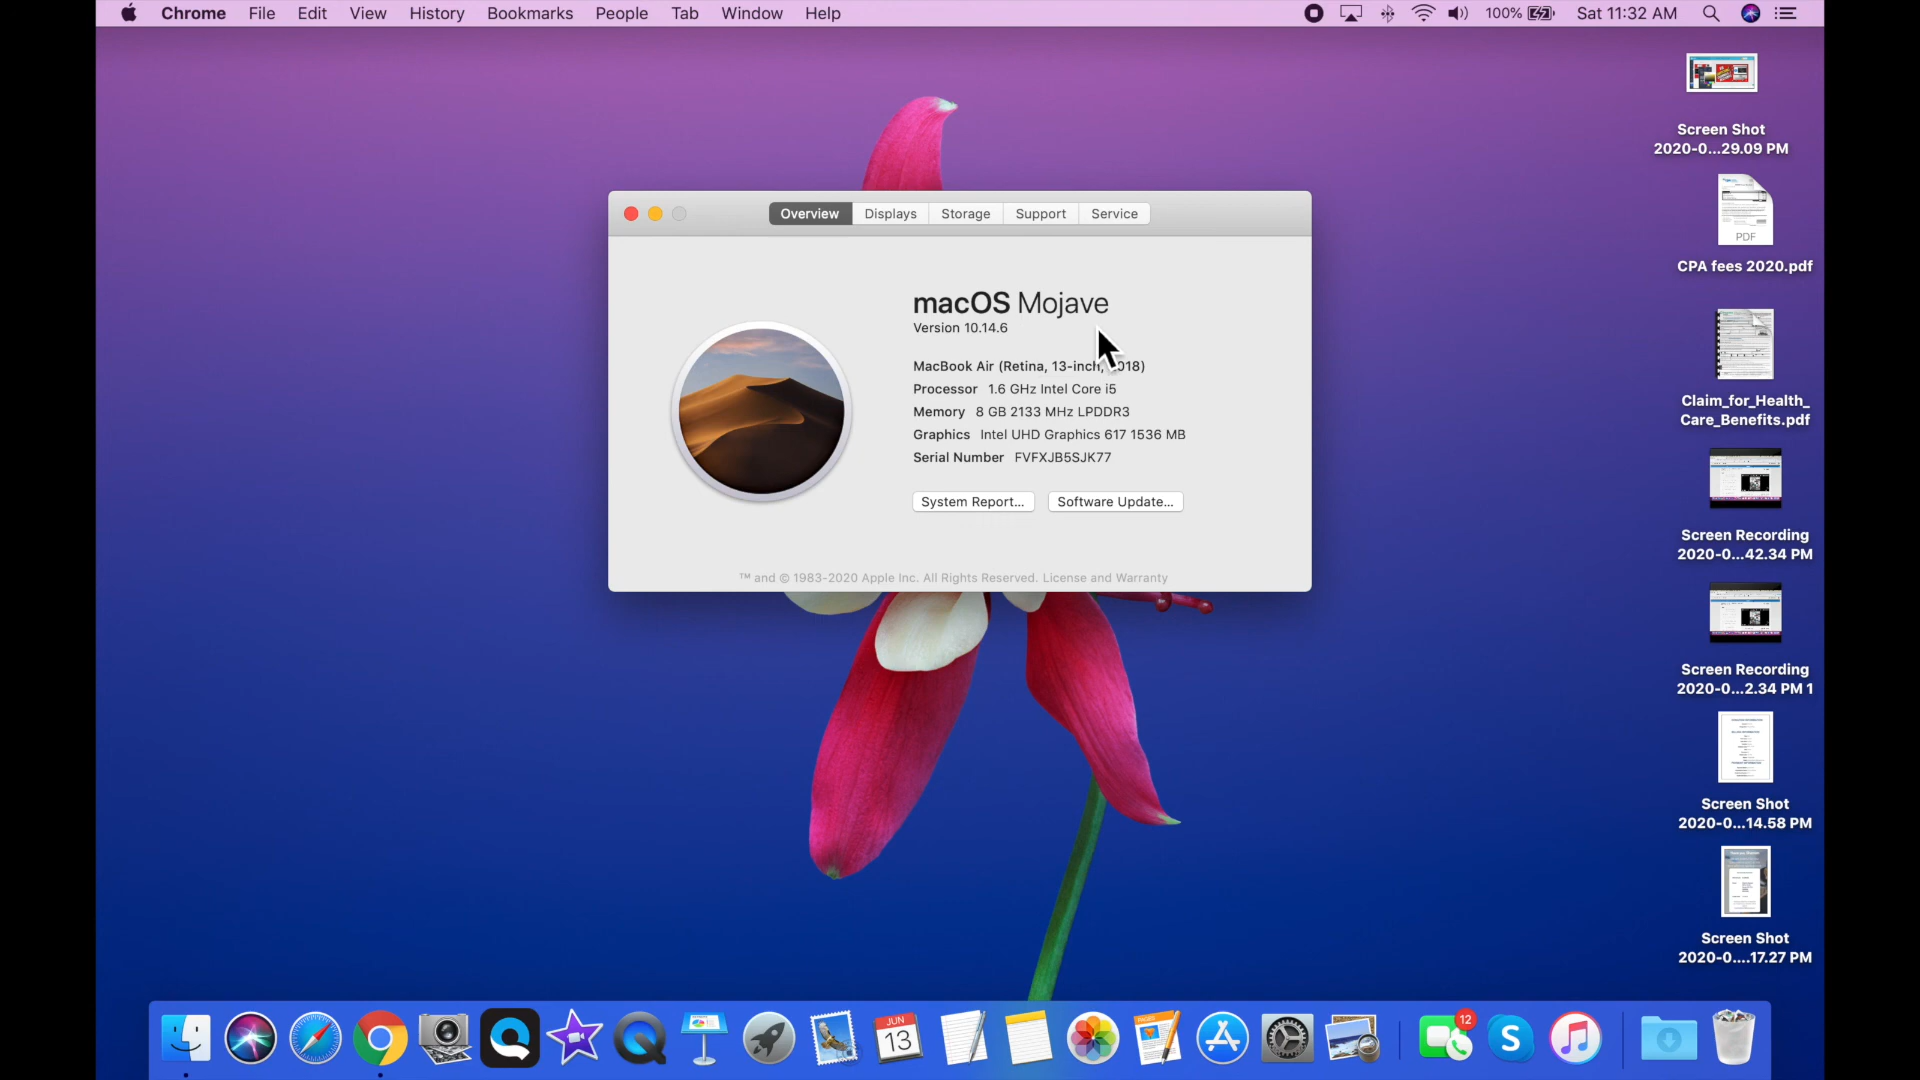 Chrome File Edit View History Bookmarks People Tab Window Help
100% Sat 11:32 AM
Screen Shot
2020-0...29.09 PM
PDF
CPA fees 2020.pdf
Claim_for_Health_
Care_Benefits.pdf
Screen Recording
2020-0...42.34 PM
Screen Recording
2020-0...2.34 PM 1
Screen Shot
2020-0...14.58 PM
Screen Shot
2020-0....17.27 PM
Overview Displays Storage Support Service
macOS Mojave
Version 10.14.6
MacBook Air (Retina, 13-inch, 018)
Processor 1.6 GHz Intel Core i5
Memory 8 GB 2133 MHz LPDDR3
Graphics Intel UHD Graphics 617 1536 MB
Serial Number FVFXJB5SJK77
System Report... Software Update...
™ and © 1983-2020 Apple Inc. All Rights Reserved. License and Warranty
JUN
13
PAGES
12